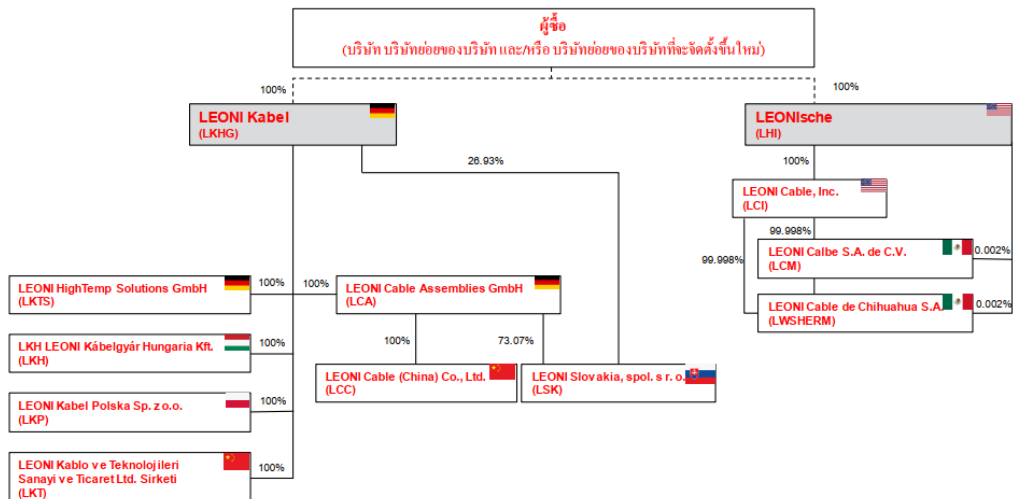 ผู้ซื้อ
(บริษัท บริษัทย่อยของบริษัท และ/หรือ บริษัทย่อยของบริษัทที่จะจัดตั้งขึ้นใหม่)
100%
100%
LEONI Kabel
(LKHG)
LEONIsche
(LHI)
26.93%
100%
LEONI Cable, Inc.
(LCI)
99.998%
99.998%
LEONI Calbe S.A. de C.V.
(LCM)
0.002%
LEONI Cable de Chihuahua S.A.
(LWSHERM)
0.002%
LEONI HighTemp Solutions GmbH
(LKTS)
100%
100%
LEONI Cable Assemblies GmbH
(LCA)
LKH LEONI Kábelgyár Hungaria Kft.
(LKH)
100%
100%
73.07%
LEONI Cable (China) Co., Ltd.
(LCC)
LEONI Slovakia, spol. s r. o.
(LSK)
LEONI Kabel Polska Sp. z o.o.
(LKP)
100%
LEONI Kablo ve Teknolojileri
Sanayi ve Ticaret Ltd. Sirketi
(LKT)
100%